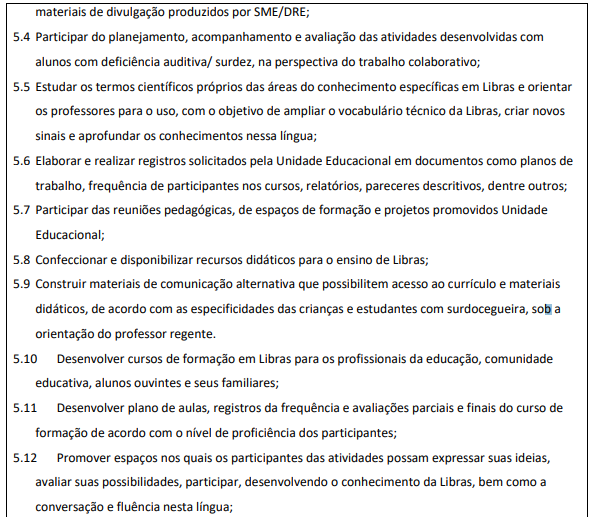 materiais de divulgação produzidos por SME/DRE;
5.4 Participar do planejamento, acompanhamento e avaliação das atividades desenvolvidas com
alunos com deficiência auditiva/ surdez, na perspectiva do trabalho colaborativo;
5.5 Estudar os termos científicos próprios das áreas do conhecimento específicas em Libras e orientar
os professores para o uso, com o objetivo de ampliar o vocabulário técnico da Libras, criar novos
sinais e aprofundar os conhecimentos nessa língua;
5.6 Elaborar e realizar registros solicitados pela Unidade Educacional em documentos como planos de
trabalho, frequência de participantes nos cursos, relatórios, pareceres descritivos, dentre outros;
5.7 Participar das reuniões pedagógicas, de espaços de formação e projetos promovidos Unidade
Educacional;
5.8 Confeccionar e disponibilizar recursos didáticos para o ensino de Libras;
5.9 Construir materiais de comunicação alternativa que possibilitem acesso ao currículo e materiais
didáticos, de acordo com as especificidades das crianças e estudantes com surdocegueira, sob a
orientação do professor regente.
5.10 Desenvolver cursos de formação em Libras para os profissionais da educação, comunidade
educativa, alunos ouvintes e seus familiares;
5.11 Desenvolver plano de aulas, registros da frequência e avaliações parciais e finais do curso de
formação de acordo com o nível de proficiência dos participantes;
5.12 Promover espaços nos quais os participantes das atividades possam expressar suas ideias,
avaliar suas possibilidades, participar, desenvolvendo o conhecimento da Libras, bem como a
conversação e fluência nesta língua;